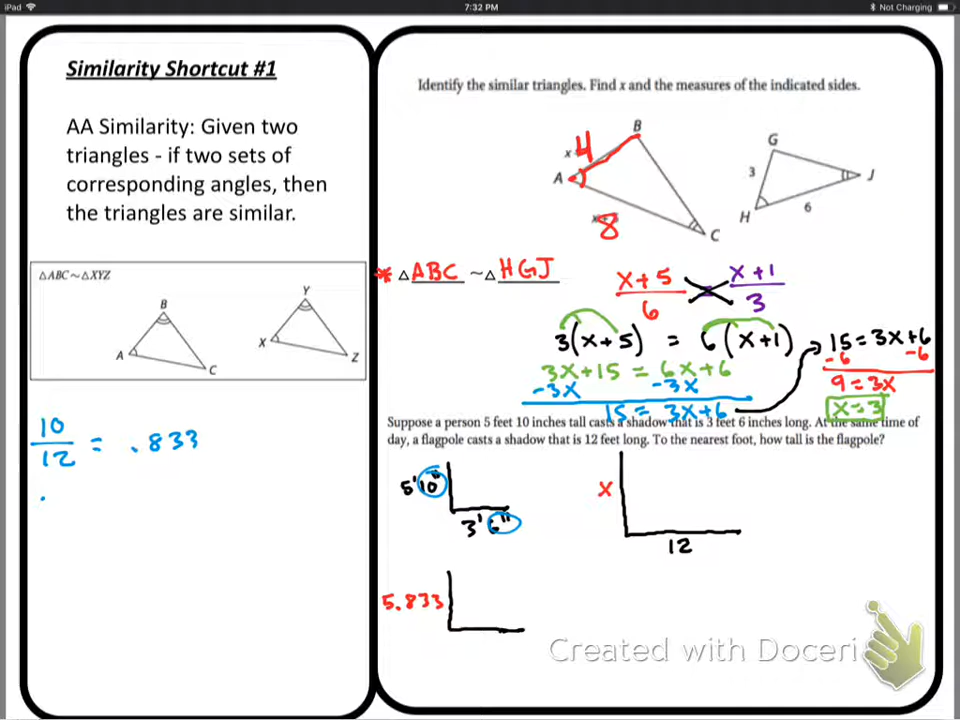 iPad
7:32 PM
Not Charging
Similarity Shortcut #1
AA Similarity: Given two
triangles - if two sets of
corresponding angles, then
the triangles are similar.
△ABC ~ △XYZ
B
A
C
Y
X
Z
10/12 = .833
.
Identify the similar triangles. Find x and the measures of the indicated sides.
B
x 4
A
8
C
G
3
J
H
6
* △ABC ~ △HGJ
x+5/6 x+1/3
3(x+5) = 6(x+1)
3x+15 = 6x+6
-3x -3x
15 = 3x+6
15 = 3x+6
-6 -6
9 = 3x
x = 3
Suppose a person 5 feet 10 inches tall casts a shadow that is 3 feet 6 inches long. At the same time of
day, a flagpole casts a shadow that is 12 feet long. To the nearest foot, how tall is the flagpole?
5'10"
3'6"
x
12
5.833
Created with Doceri